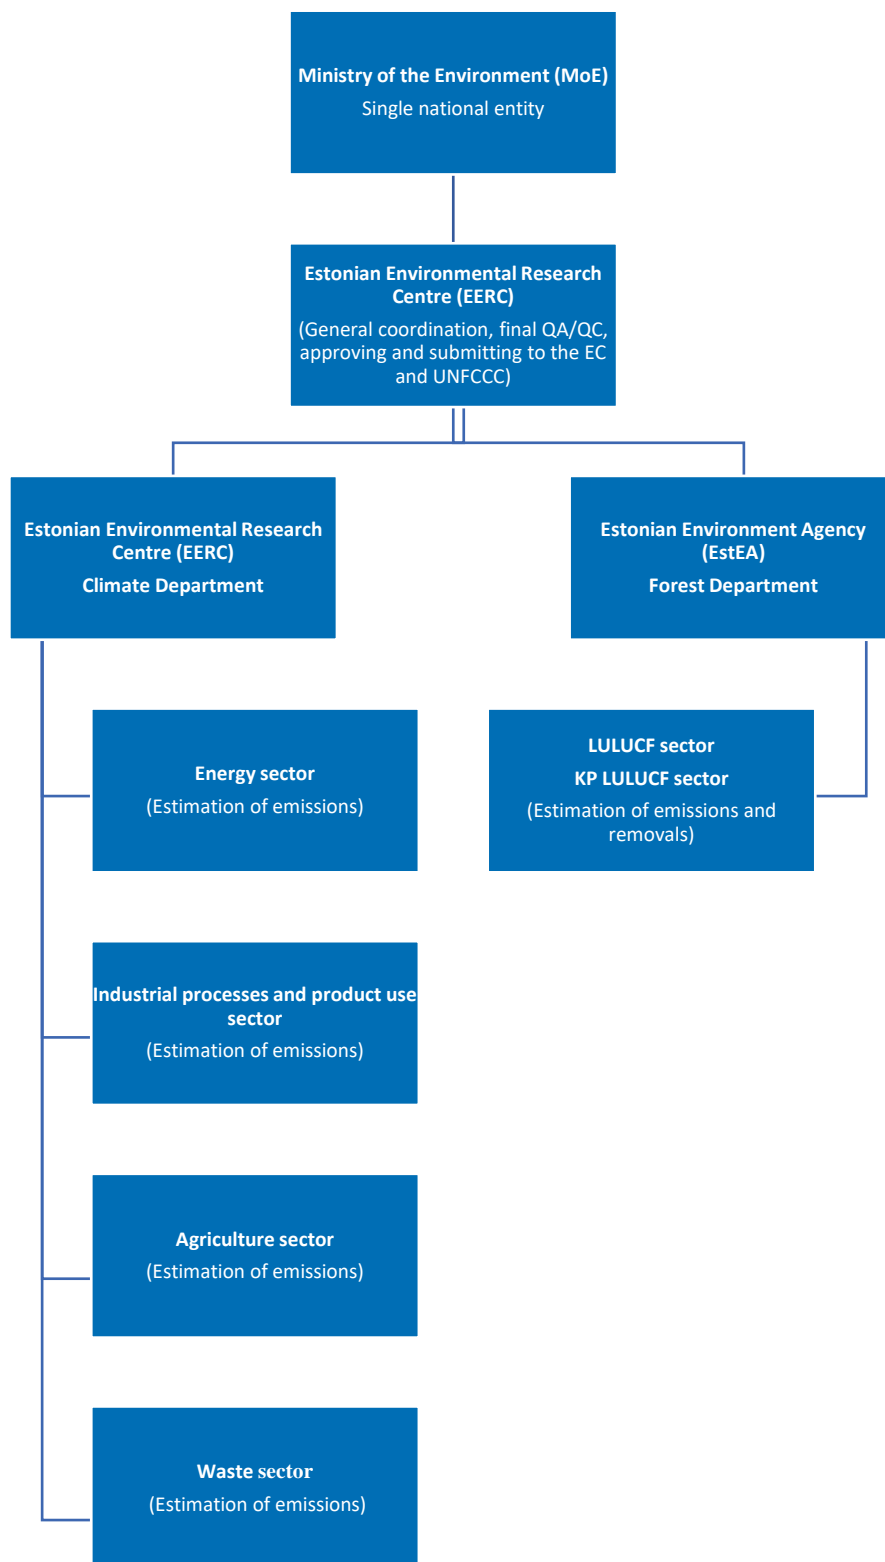 Ministry of the Environment (MoE)
Single national entity
Estonian Environmental Research
Centre (EERC)
(General coordination, final QA/QC,
approving and submitting to the EC
and UNFCCC)
Estonian Environmental Research
Centre (EERC)
Climate Department
Estonian Environment Agency
(EstEA)
Forest Department
Energy sector
(Estimation of emissions)
LULUCF sector
KP LULUCF sector
(Estimation of emissions and
removals)
Industrial processes and product use
sector
(Estimation of emissions)
Agriculture sector
(Estimation of emissions)
Waste sector
(Estimation of emissions)